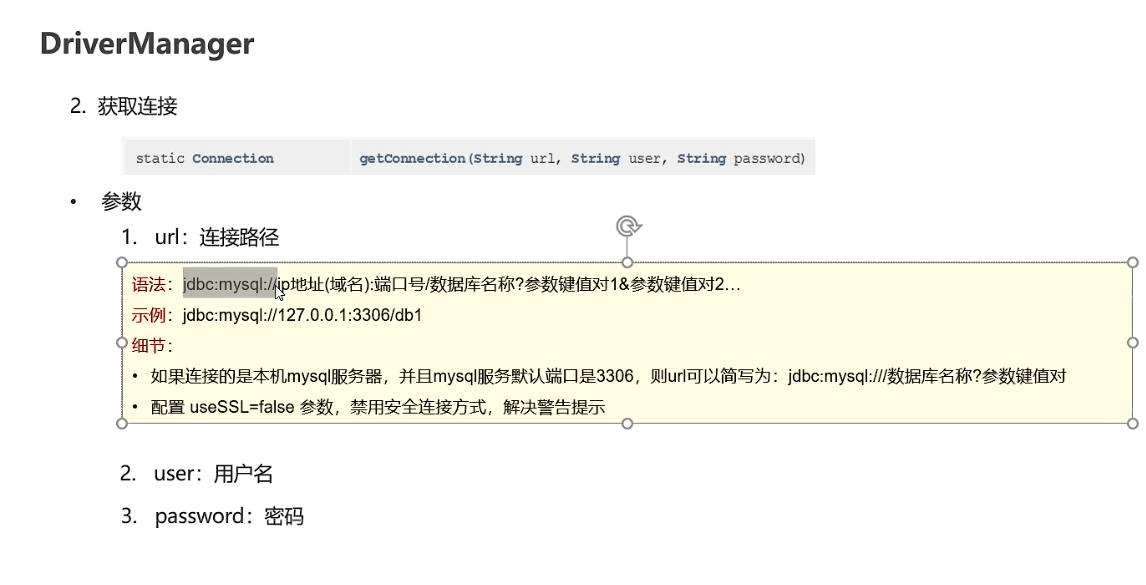 DriverManager
2. 获取连接
static Connection getConnection(String url, String user, String password)
• 参数
1. url：连接路径
语法：jdbc:mysql://ip地址(域名):端口号/数据库名称?参数键值对1&参数键值对2…
示例：jdbc:mysql://127.0.0.1:3306/db1
细节：
• 如果连接的是本机mysql服务器，并且mysql服务默认端口是3306，则url可以简写为：jdbc:mysql:///数据库名称?参数键值对
• 配置 useSSL=false 参数，禁用安全连接方式，解决警告提示
2. user：用户名
3. password：密码